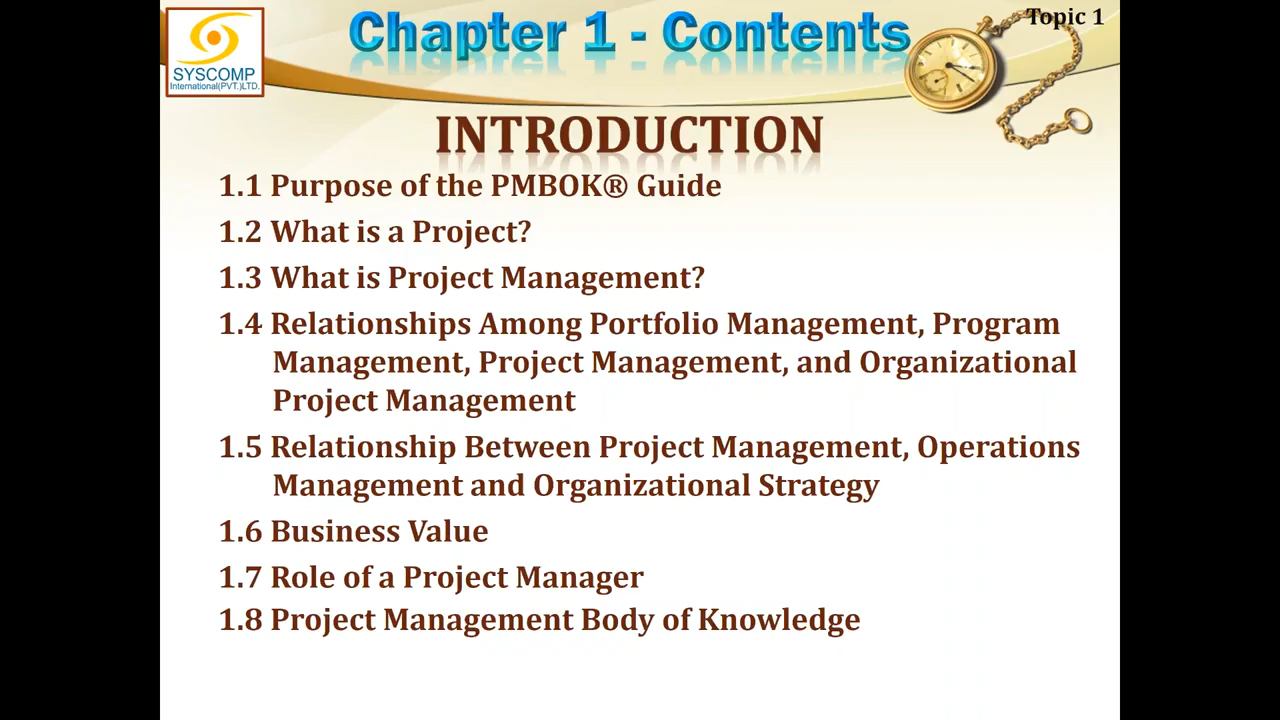 Topic 1
Chapter 1 - Contents
SYSCOMP
International(PVT.)LTD.
INTRODUCTION
1.1 Purpose of the PMBOK® Guide
1.2 What is a Project?
1.3 What is Project Management?
1.4 Relationships Among Portfolio Management, Program
Management, Project Management, and Organizational
Project Management
1.5 Relationship Between Project Management, Operations
Management and Organizational Strategy
1.6 Business Value
1.7 Role of a Project Manager
1.8 Project Management Body of Knowledge